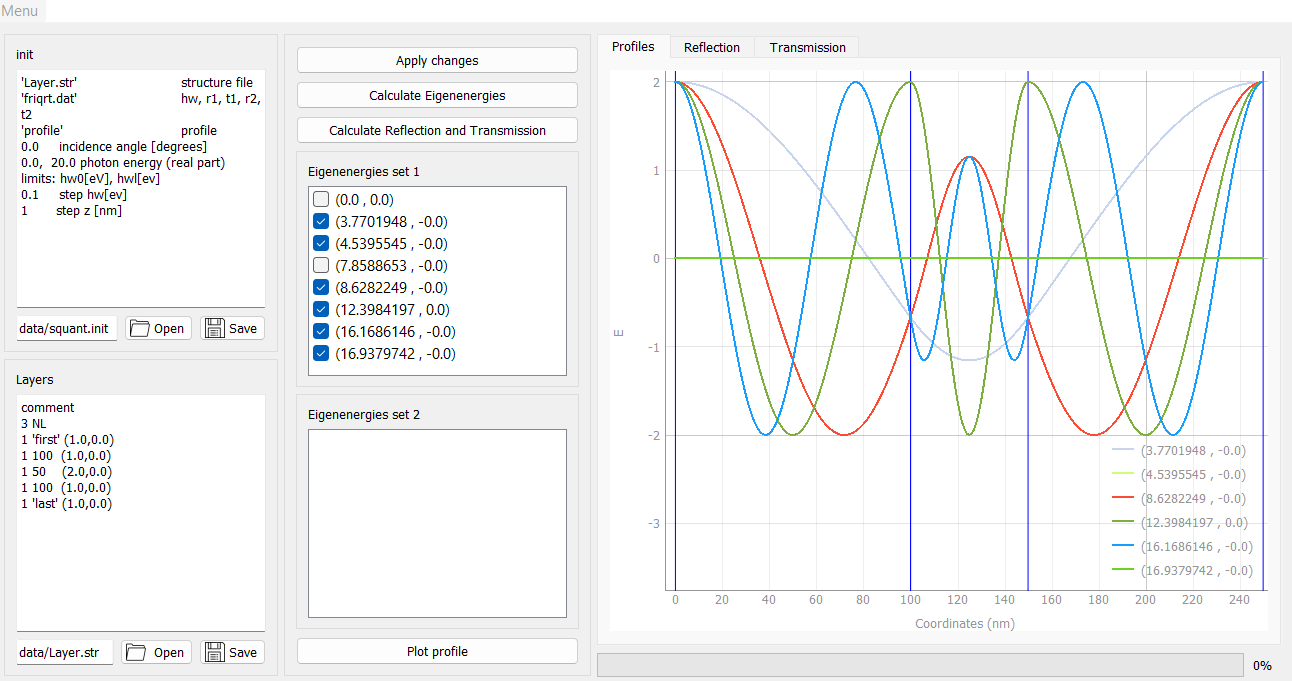 Menu
init
'Layer.str' structure file
'friqrt.dat' hw, r1, t1, r2,
t2
'profile' profile
0.0 incidence angle [degrees]
0.0, 20.0 photon energy (real part)
limits: hw0[eV], hwl[ev]
0.1 step hw[ev]
1 step z [nm]
data/squant.init Open Save
Layers
comment
3 NL
1 'first' (1.0,0.0)
1 100 (1.0,0.0)
1 50 (2.0,0.0)
1 100 (1.0,0.0)
1 'last' (1.0,0.0)
data/Layer.str Open Save
Apply changes
Calculate Eigenenergies
Calculate Reflection and Transmission
Eigenenergies set 1
(0.0 , 0.0)
(3.7701948 , -0.0)
(4.5395545 , -0.0)
(7.8588653 , -0.0)
(8.6282249 , -0.0)
(12.3984197 , 0.0)
(16.1686146 , -0.0)
(16.9379742 , -0.0)
Eigenenergies set 2
Plot profile
Profiles Reflection Transmission
2
1
0
-1
-2
-3
E
(3.7701948 , -0.0)
(4.5395545 , -0.0)
(8.6282249 , -0.0)
(12.3984197 , 0.0)
(16.1686146 , -0.0)
(16.9379742 , -0.0)
0 20 40 60 80 100 120 140 160 180 200 220 240
Coordinates (nm)
0%